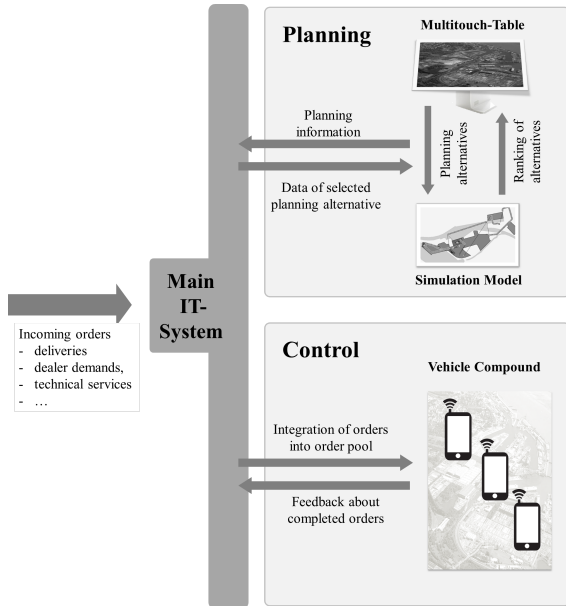 Planning
Multitouch-Table
Planning
information
Data of selected
planning alternative
Planning
alternatives
Ranking of
alternatives
Simulation Model
Main
IT-
System
Incoming orders
- deliveries
- dealer demands,
- technical services
- …
Control
Vehicle Compound
Integration of orders
into order pool
Feedback about
completed orders